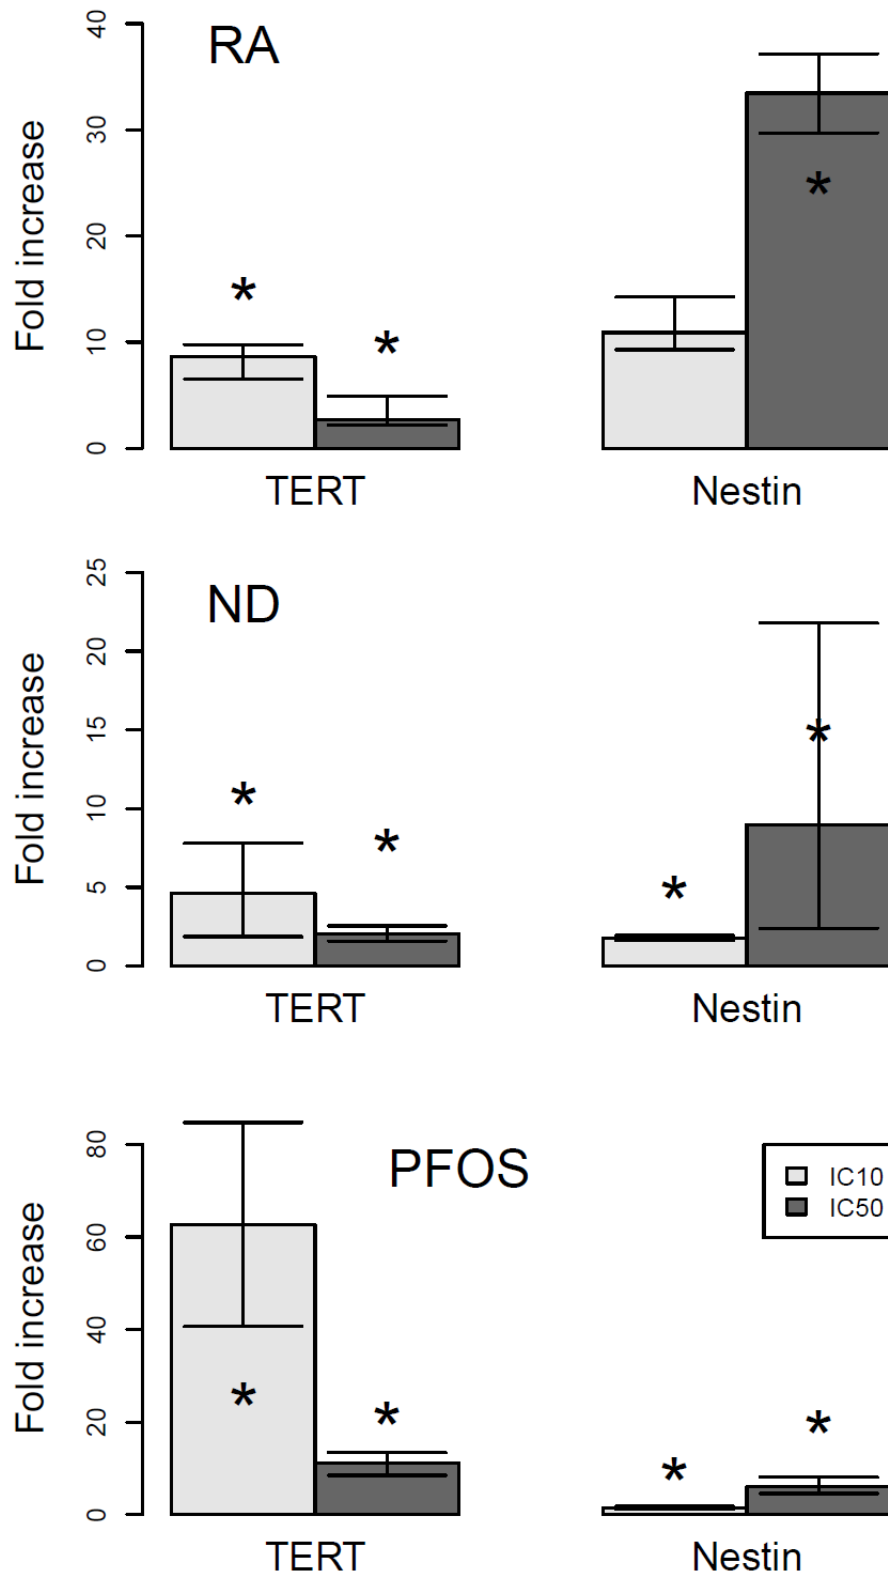 RA
Fold increase
40
30
20
10
0
*
*
*
TERT
Nestin
ND
Fold increase
25
20
15
10
5
0
*
*
*
*
TERT
Nestin
PFOS
Fold increase
80
60
40
20
0
IC10
IC50
*
*
*
*
TERT
Nestin